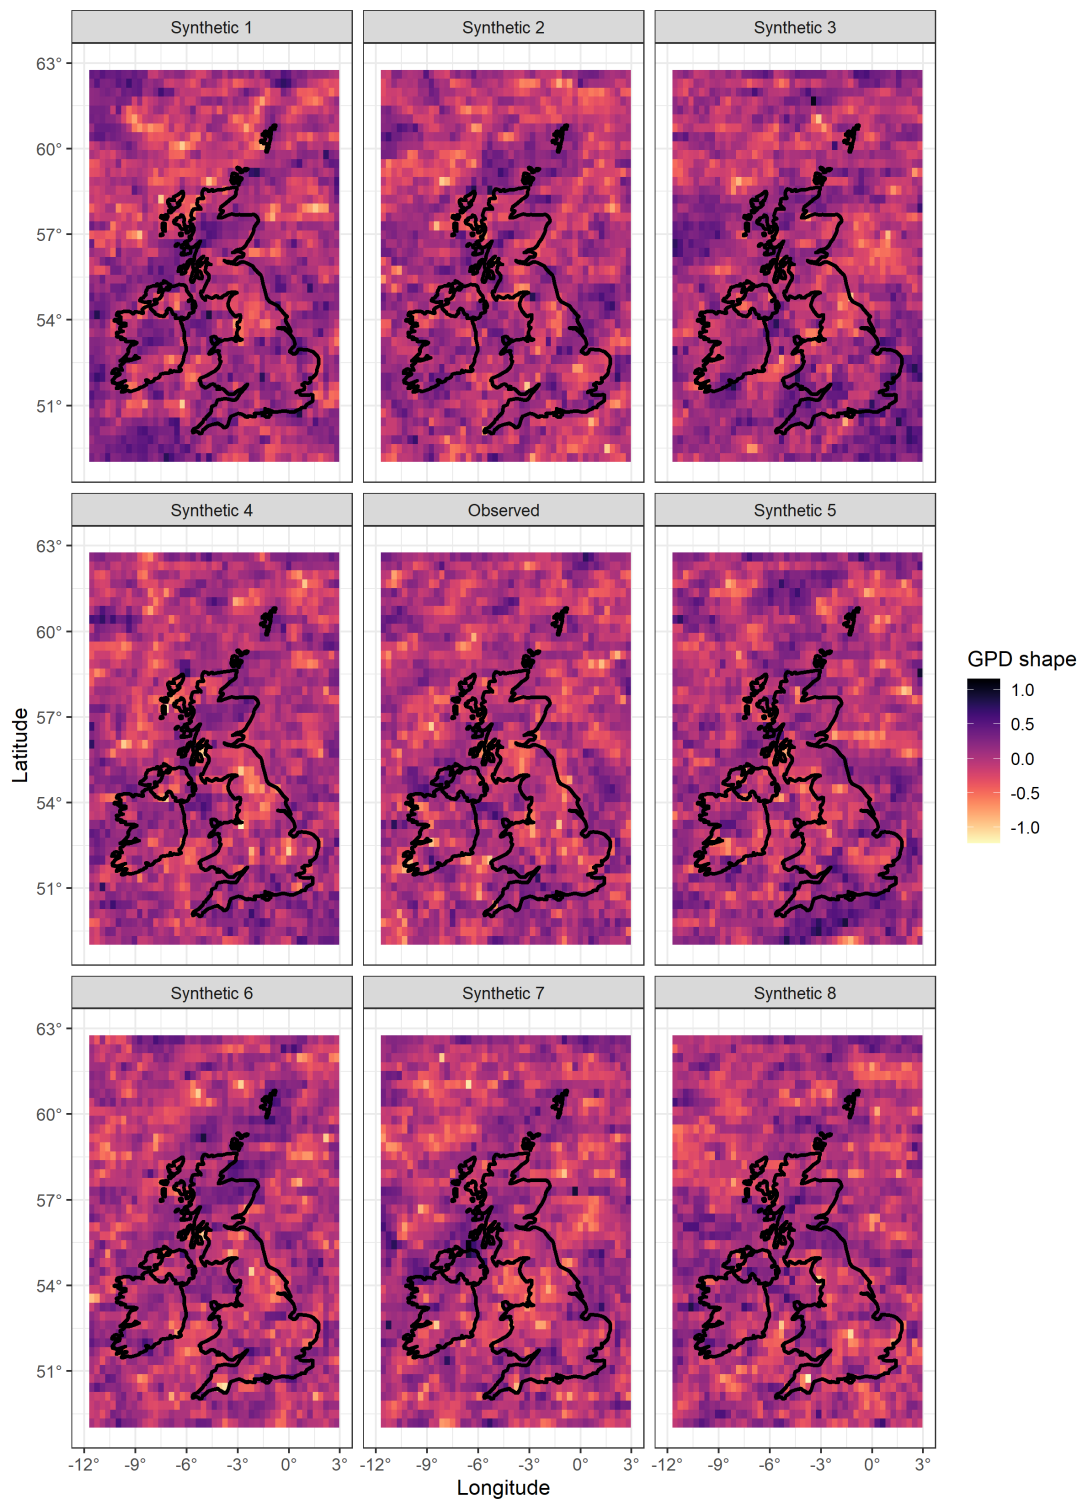 Synthetic 1 Synthetic 2 Synthetic 3
63°
60°
57°
54°
51°
Synthetic 4 Observed Synthetic 5
63°
60°
57°
54°
51°
Latitude
GPD shape
1.0
0.5
0.0
-0.5
-1.0
Synthetic 6 Synthetic 7 Synthetic 8
63°
60°
57°
54°
51°
-12° -9° -6° -3° 0° 3° -12° -9° -6° -3° 0° 3° -12° -9° -6° -3° 0° 3°
Longitude